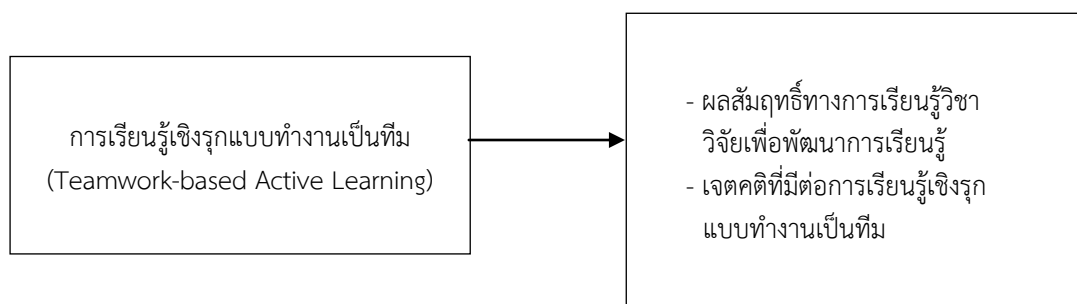 การเรียนรู้เชิงรุกแบบทำงานเป็นทีม
(Teamwork-based Active Learning)
- ผลสัมฤทธิ์ทางการเรียนรู้วิชา
วิจัยเพื่อพัฒนาการเรียนรู้
- เจตคติที่มีต่อการเรียนรู้เชิงรุก
แบบทำงานเป็นทีม